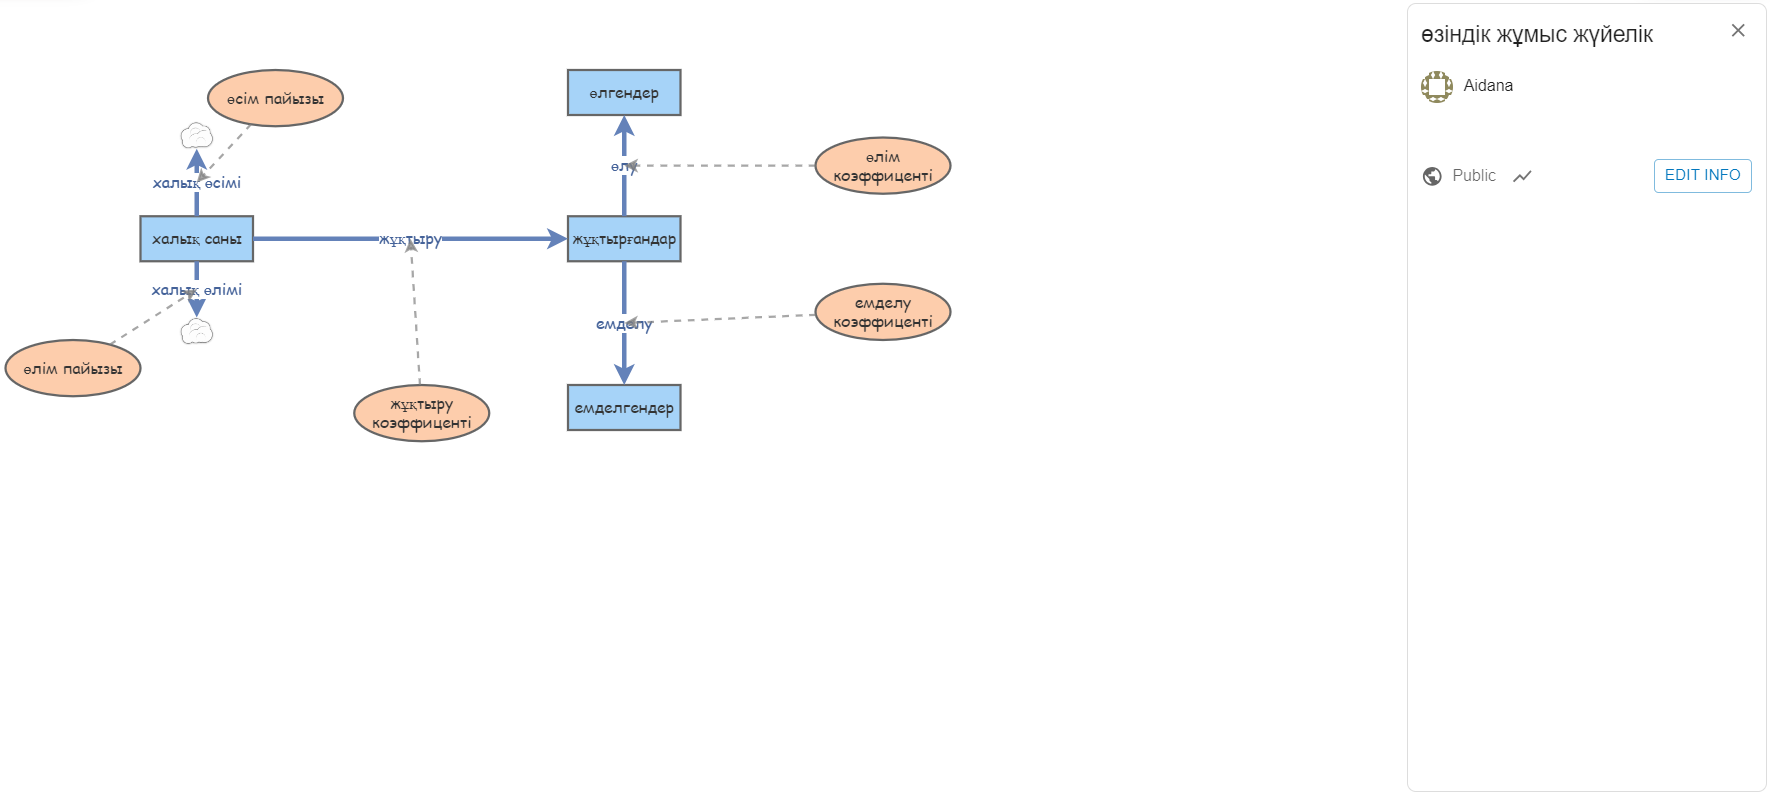 өсім пайызы
халық өсімі
халық саны
халық өлімі
өлім пайызы
жұқтыру
жұқтыру
коэффиценті
өлгендер
өлу
өлім
коэффиценті
жұқтырғандар
емделу
емделу
коэффиценті
емделгендер
өзіндік жұмыс жүйелік
Aidana
Public
EDIT INFO